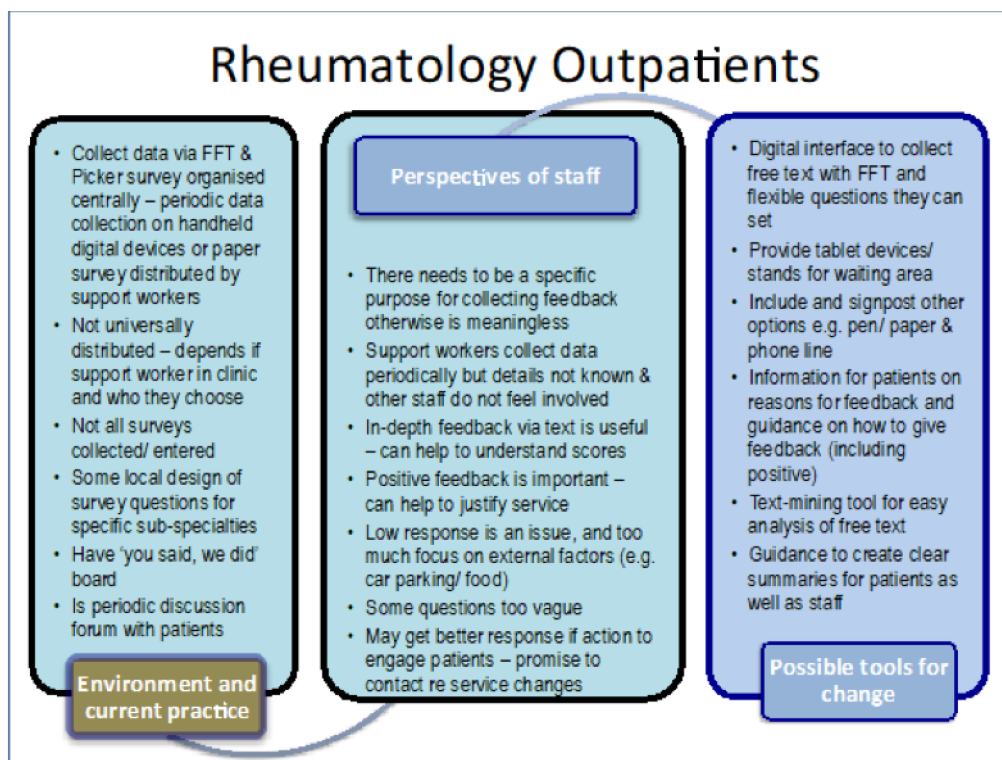 Rheumatology Outpatients
• Collect data via FFT &
Picker survey organised
centrally – periodic data
collection on handheld
digital devices or paper
survey distributed by
support workers
• Not universally
distributed – depends if
support worker in clinic
and who they choose
• Not all surveys
collected/ entered
• Some local design of
survey questions for
specific sub-specialties
• Have ‘you said, we did’
board
• Is periodic discussion
forum with patients
Environment and
current practice
Perspectives of staff
• There needs to be a specific
purpose for collecting feedback
otherwise is meaningless
• Support workers collect data
periodically but details not known &
other staff do not feel involved
• In-depth feedback via text is useful
– can help to understand scores
• Positive feedback is important –
can help to justify service
• Low response is an issue, and too
much focus on external factors (e.g.
car parking/ food)
• Some questions too vague
• May get better response if action to
engage patients – promise to
contact re service changes
• Digital interface to collect
free text with FFT and
flexible questions they can
set
• Provide tablet devices/
stands for waiting area
• Include and signpost other
options e.g. pen/ paper &
phone line
• Information for patients on
reasons for feedback and
guidance on how to give
feedback (including
positive)
• Text-mining tool for easy
analysis of free text
• Guidance to create clear
summaries for patients as
well as staff
Possible tools for
change